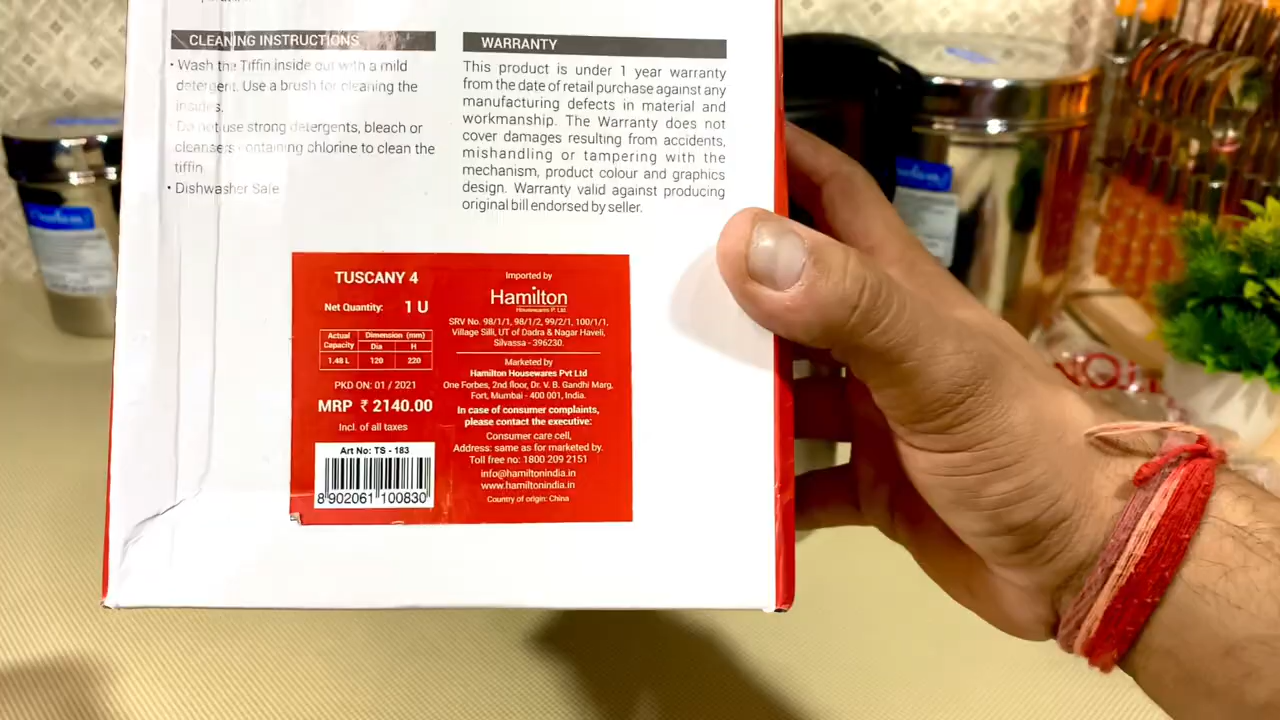 CLEANING INSTRUCTIONS
• Wash the Tiffin inside out with a mild
detergent. Use a brush for cleaning the
insides.
Do not use strong detergents, bleach or
cleansers containing chlorine to clean the
tiffin.
• Dishwasher Safe
WARRANTY
This product is under 1 year warranty
from the date of retail purchase against any
manufacturing defects in material and
workmanship. The Warranty does not
cover damages resulting from accidents,
mishandling or tampering with the
mechanism, product colour and graphics
design. Warranty valid against producing
original bill endorsed by seller.
TUSCANY 4
Net Quantity: 1 U
Actual Capacity Dimension (mm)
Dia H
1.48 L 120 220
PKD ON: 01 / 2021
MRP ₹ 2140.00
Incl. of all taxes
Art No: TS - 183
8 902061 100830
Imported by
Hamilton
Housewares P. Ltd.
SRV No. 98/1/1, 98/1/2, 99/2/1, 100/1/1,
Village Silli, UT of Dadra & Nagar Haveli,
Silvassa - 396230.
Marketed by
Hamilton Housewares Pvt Ltd
One Forbes, 2nd floor, Dr. V. B. Gandhi Marg,
Fort, Mumbai - 400 001, India.
In case of consumer complaints,
please contact the executive:
Consumer care cell,
Address: same as for marketed by.
Toll free no: 1800 209 2151
info@hamiltonindia.in
www.hamiltonindia.in
Country of origin: China